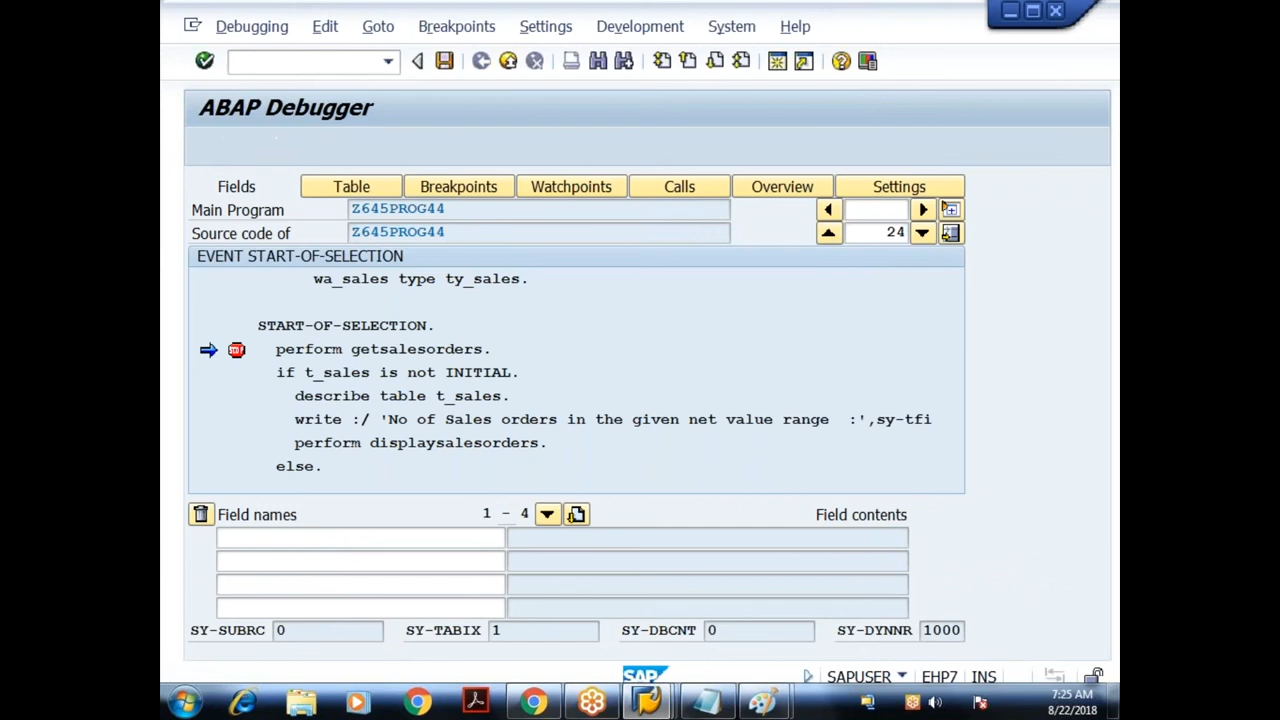 Debugging Edit Goto Breakpoints Settings Development System Help
ABAP Debugger
Fields Table Breakpoints Watchpoints Calls Overview Settings
Main Program Z645PROG44
Source code of Z645PROG44 24
EVENT START-OF-SELECTION
wa_sales type ty_sales.
START-OF-SELECTION.
STOP perform getsalesorders.
if t_sales is not INITIAL.
describe table t_sales.
write :/ 'No of Sales orders in the given net value range :',sy-tfi
perform displaysalesorders.
else.
Field names 1 - 4 Field contents
SY-SUBRC 0 SY-TABIX 1 SY-DBCNT 0 SY-DYNNR 1000
SAP SAPUSER EHP7 INS
7:25 AM
8/22/2018